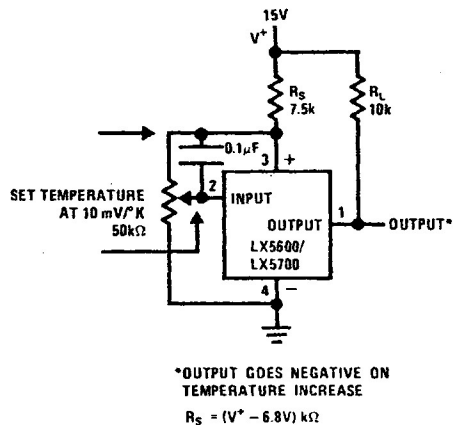 15V
V+
RS
7.5k
RL
10k
0.1μF
3 +
SET TEMPERATURE
AT 10 mV/°K
50kΩ
2
INPUT
1
OUTPUT
OUTPUT*
LX5600/
LX5700
4 −
*OUTPUT GOES NEGATIVE ON
TEMPERATURE INCREASE
RS = (V+ − 6.8V) kΩ